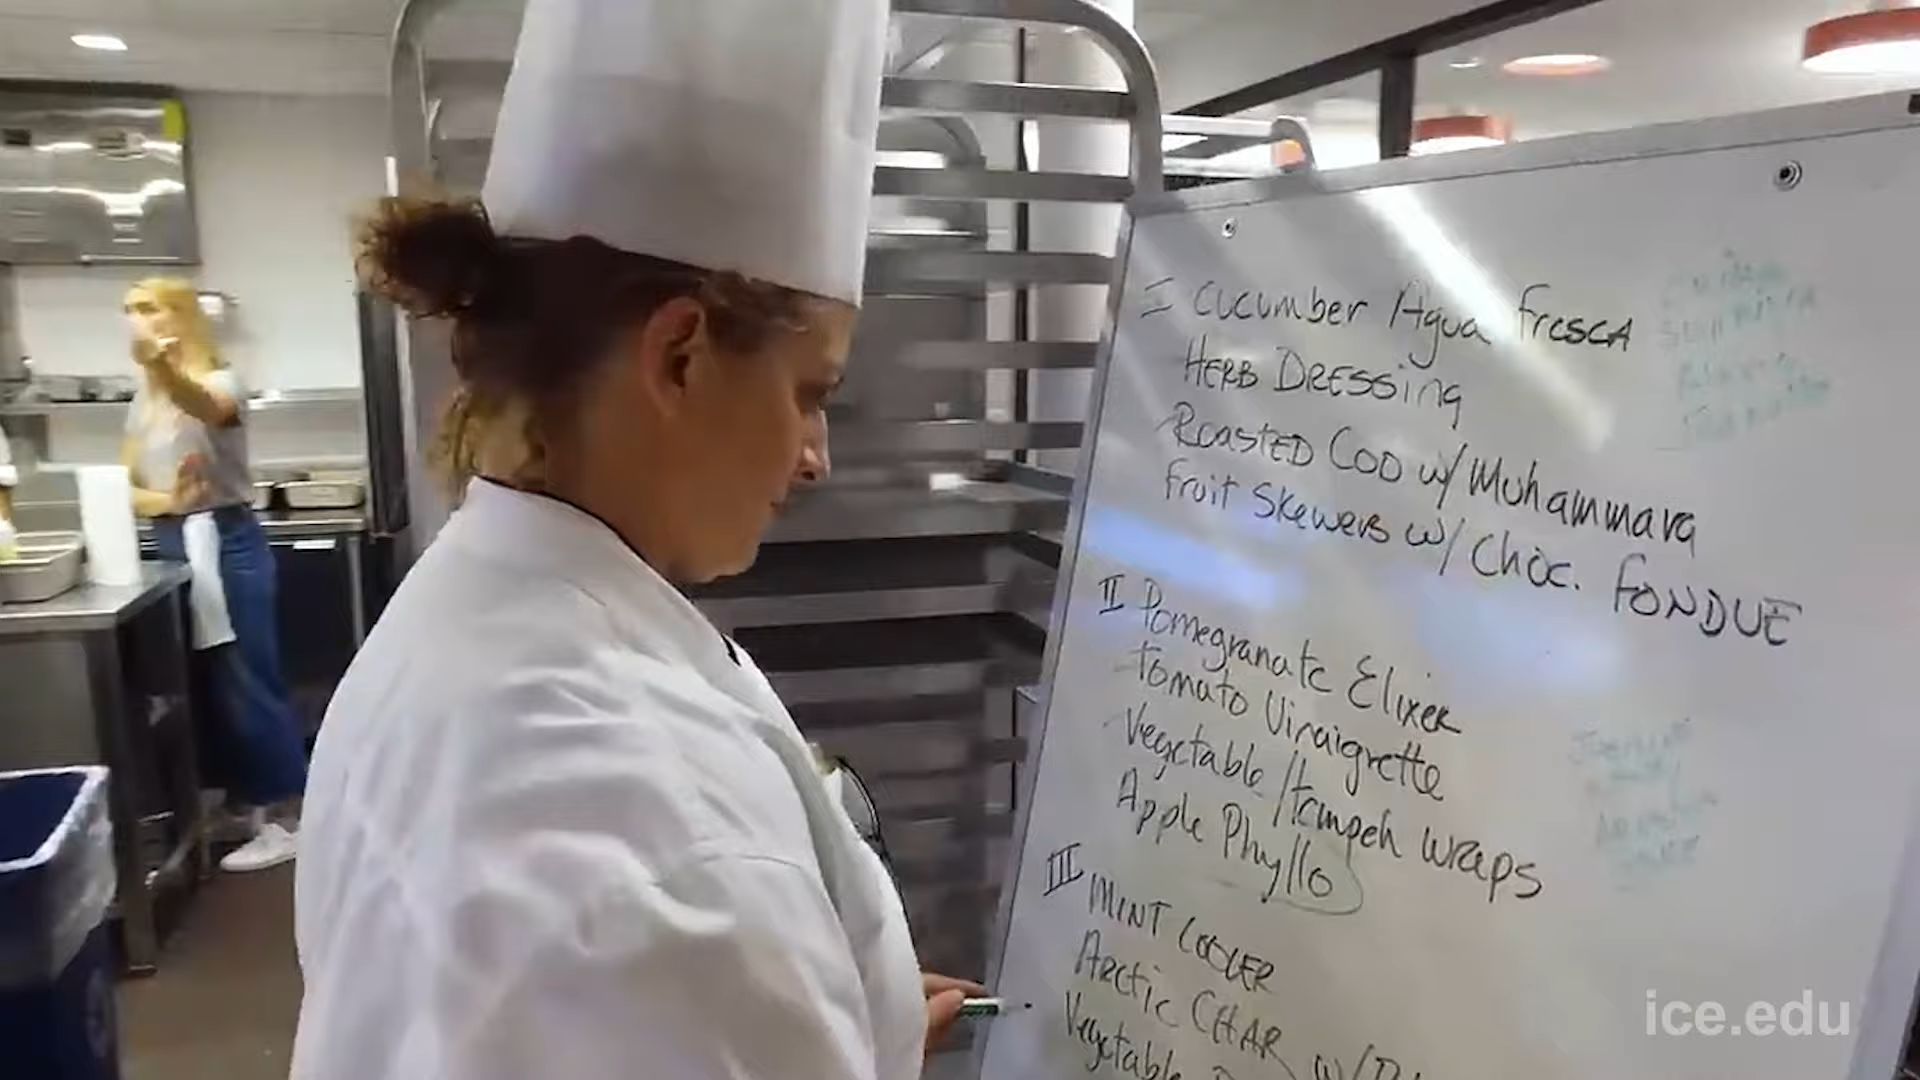 I Cucumber Agua fresca
HERB DRESSing
Roasted Cod w/ Muhammara
fruit Skewers w/ Choc. FONDUE
II Pomegranate Elixer
Tomato Vinaigrette
Vegetable/tempeh wraps
Apple Phyllo
III MINT COOLER
Arctic CHAR w/
Vegetable
ice.edu